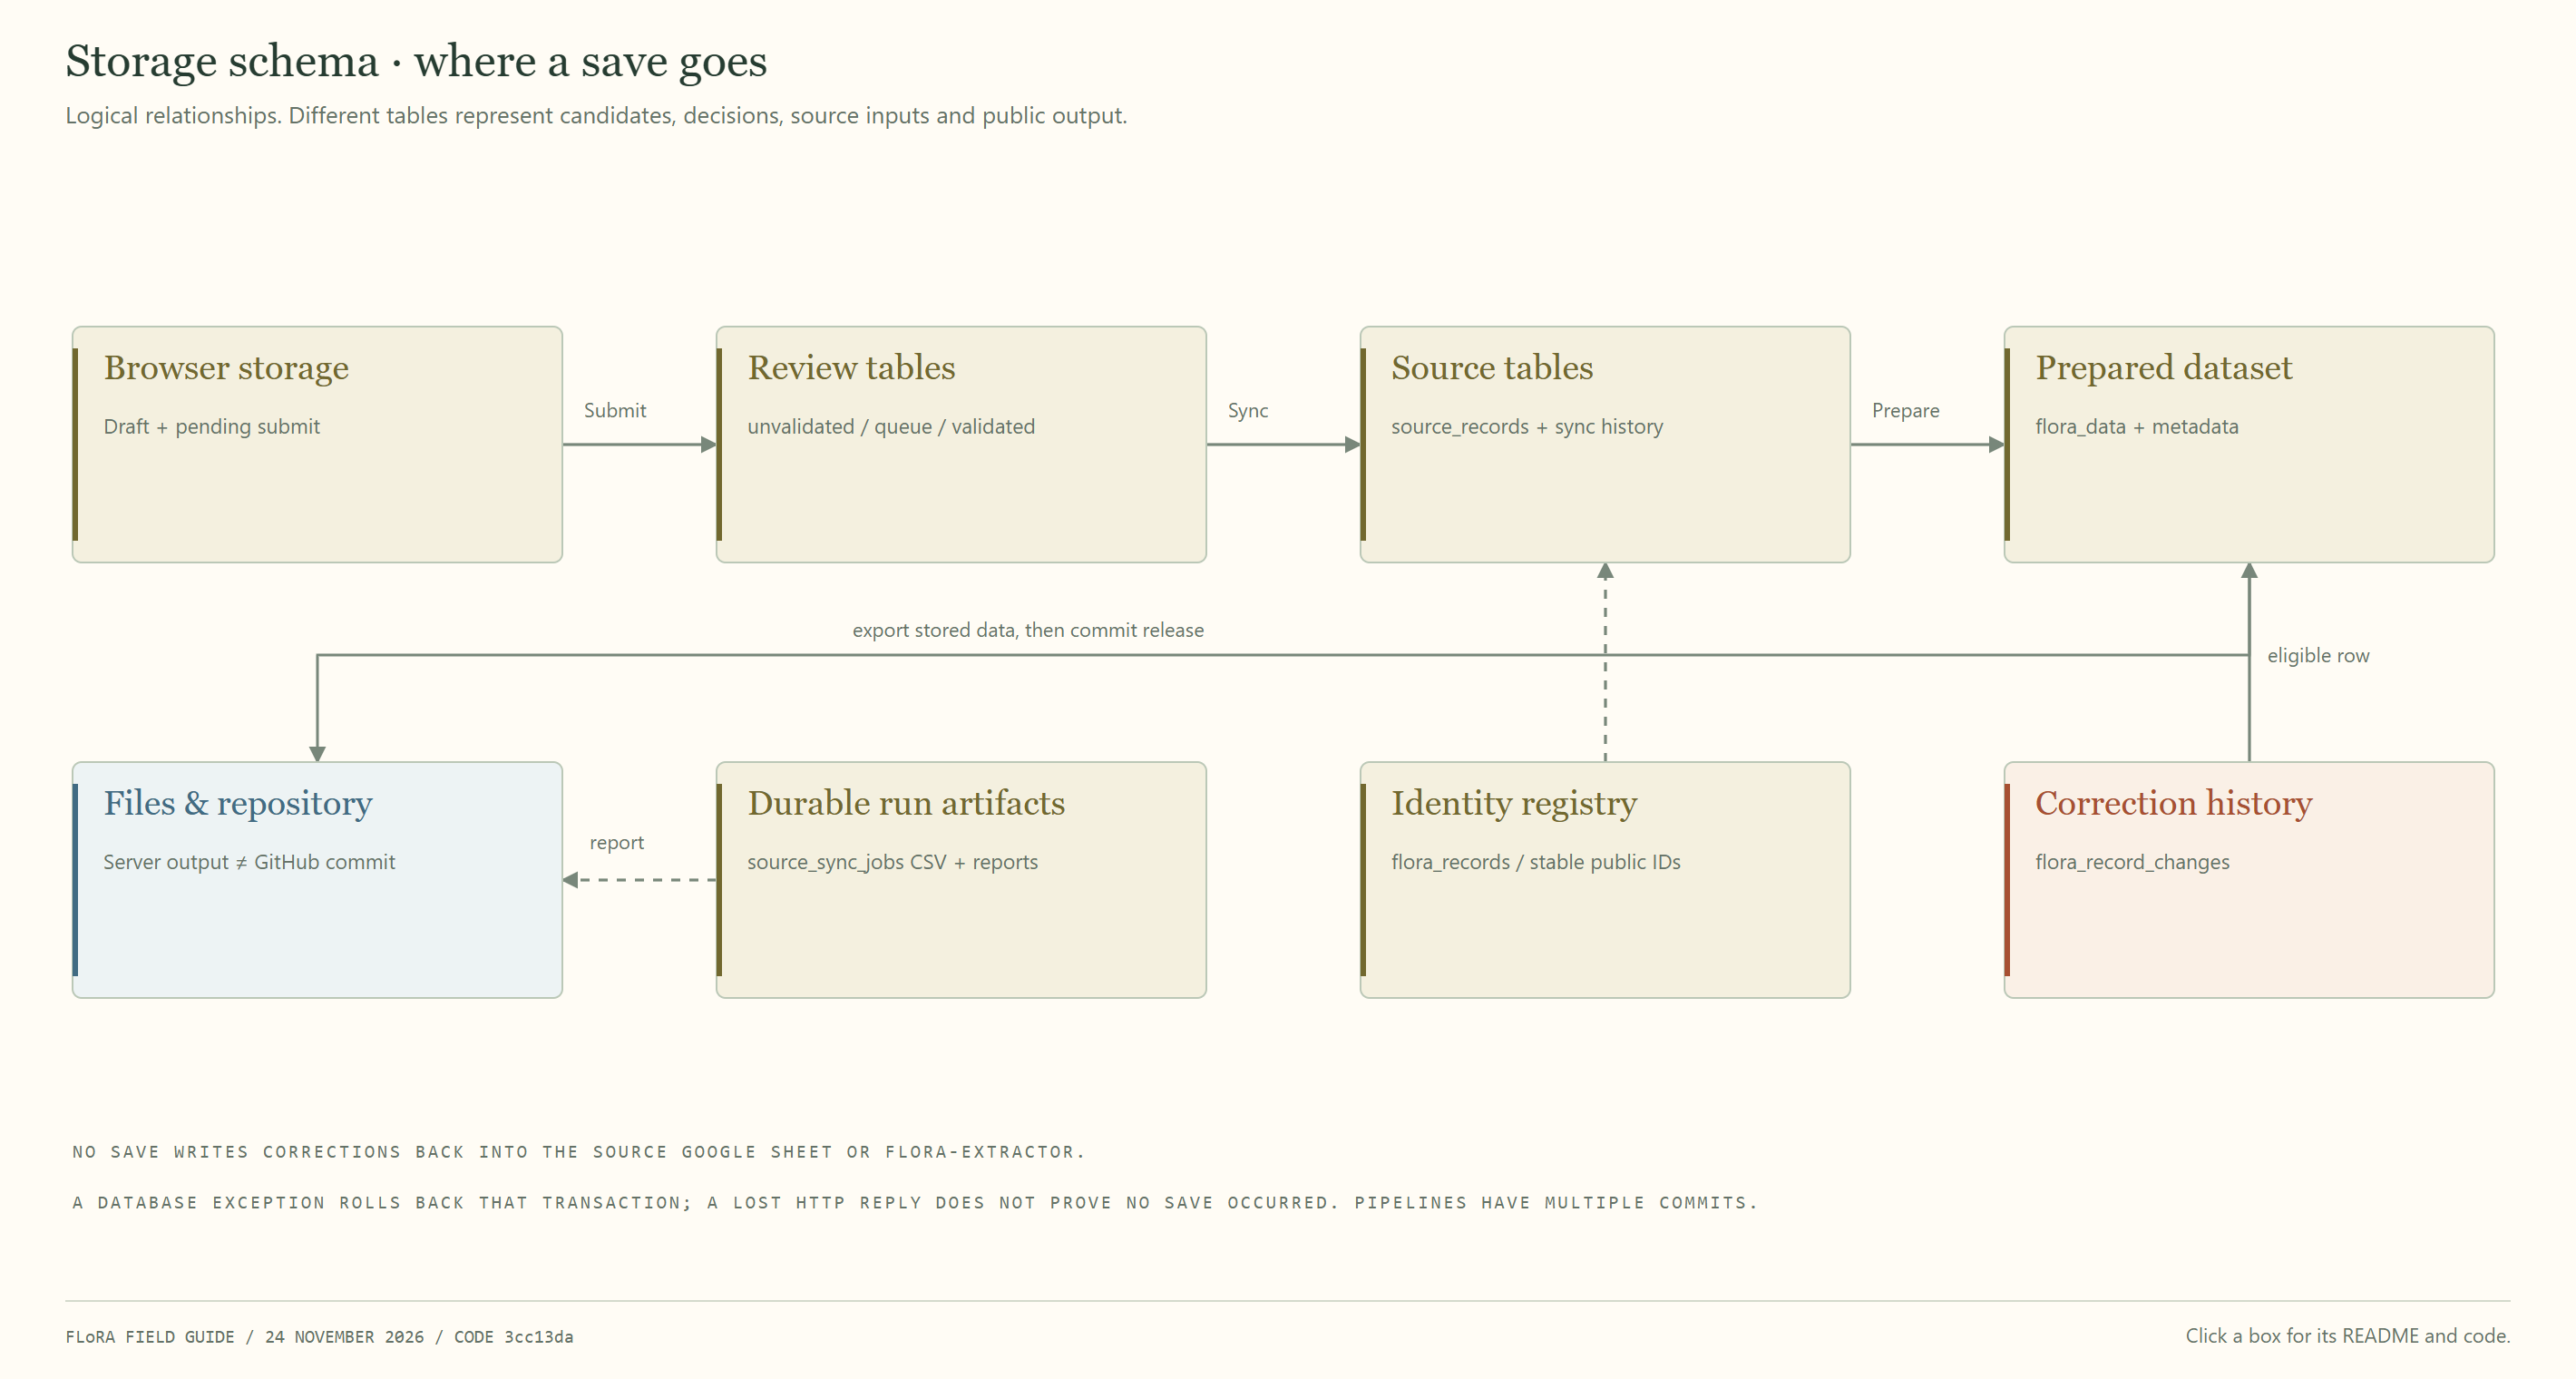 Storage schema · where a save goes
Logical relationships. Different tables represent candidates, decisions, source inputs and public output.
Browser storage
Draft + pending submit
Submit
Review tables
unvalidated / queue / validated
Sync
Source tables
source_records + sync history
Prepare
Prepared dataset
flora_data + metadata
export stored data, then commit release
eligible row
Files & repository
Server output ≠ GitHub commit
report
Durable run artifacts
source_sync_jobs CSV + reports
Identity registry
flora_records / stable public IDs
Correction history
flora_record_changes
NO SAVE WRITES CORRECTIONS BACK INTO THE SOURCE GOOGLE SHEET OR FLORA-EXTRACTOR.
A DATABASE EXCEPTION ROLLS BACK THAT TRANSACTION; A LOST HTTP REPLY DOES NOT PROVE NO SAVE OCCURRED. PIPELINES HAVE MULTIPLE COMMITS.
FLoRA FIELD GUIDE / 24 NOVEMBER 2026 / CODE 3cc13da
Click a box for its README and code.